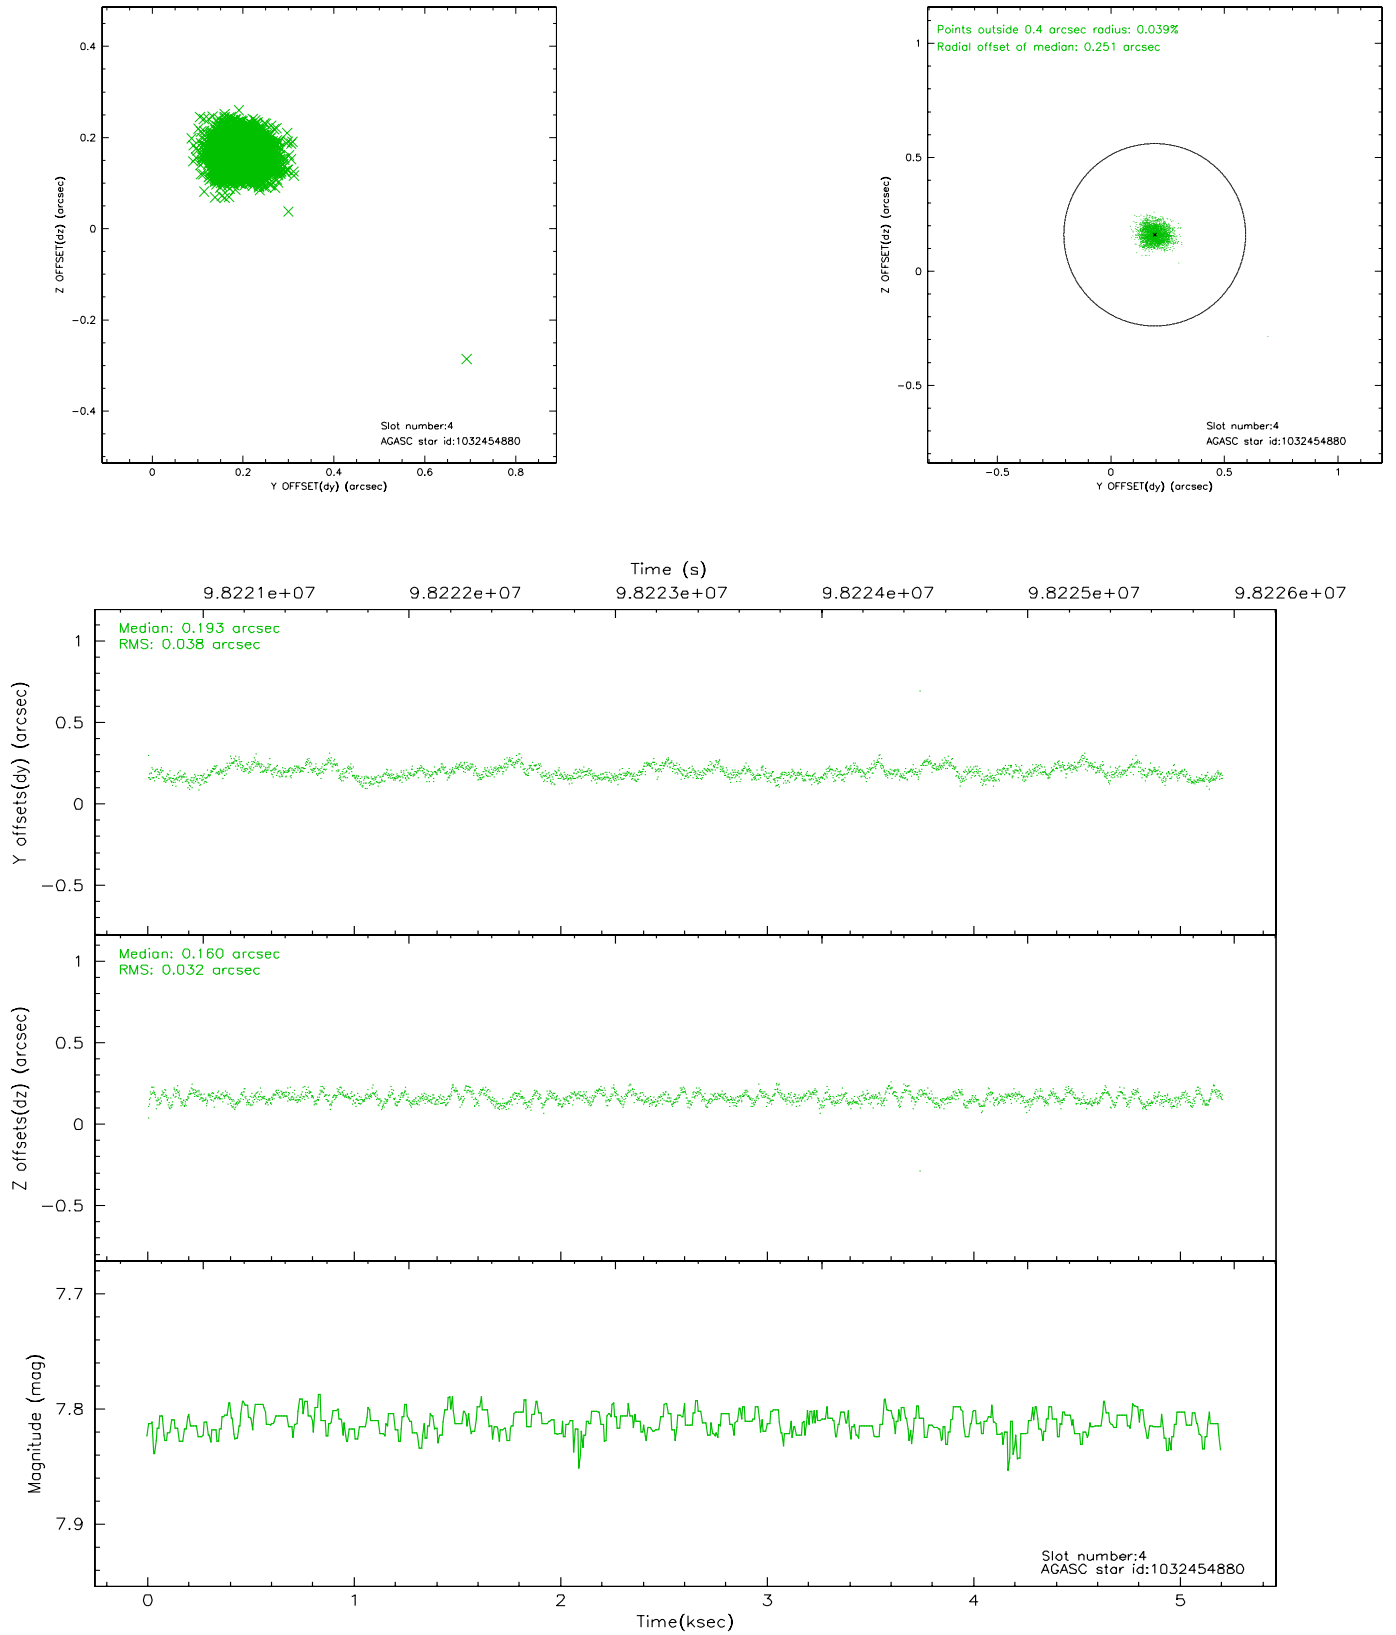 0.4
0.2
0
−0.2
−0.4
Z OFFSET(dz) (arcsec)
Slot number:4
AGASC star id:1032454880
0 0.2 0.4 0.6 0.8
Y OFFSET(dy) (arcsec)
Points outside 0.4 arcsec radius: 0.039%
Radial offset of median: 0.251 arcsec
1
0.5
0
−0.5
Z OFFSET(dz) (arcsec)
Slot number:4
AGASC star id:1032454880
−0.5 0 0.5 1
Y OFFSET(dy) (arcsec)
Time (s)
9.8221e+07 9.8222e+07 9.8223e+07 9.8224e+07 9.8225e+07 9.8226e+07
Median: 0.193 arcsec
RMS: 0.038 arcsec
1
0.5
0
−0.5
Y offsets(dy) (arcsec)
Median: 0.160 arcsec
RMS: 0.032 arcsec
1
0.5
0
−0.5
Z offsets(dz) (arcsec)
7.7
7.8
7.9
Magnitude (mag)
Slot number:4
AGASC star id:1032454880
0 1 2 3 4 5
Time(ksec)